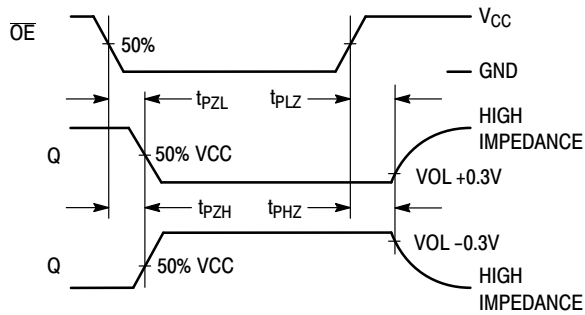 OE
50%
VCC
GND
tPZL
tPLZ
HIGH
IMPEDANCE
Q
50% VCC
VOL +0.3V
tPZH
tPHZ
VOL −0.3V
Q
50% VCC
HIGH
IMPEDANCE